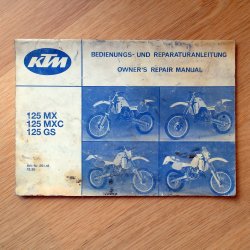 KTM
BEDIENUNGS- UND REPARATURANLEITUNG
OWNER'S REPAIR MANUAL
125 MX
125 MXC
125 GS